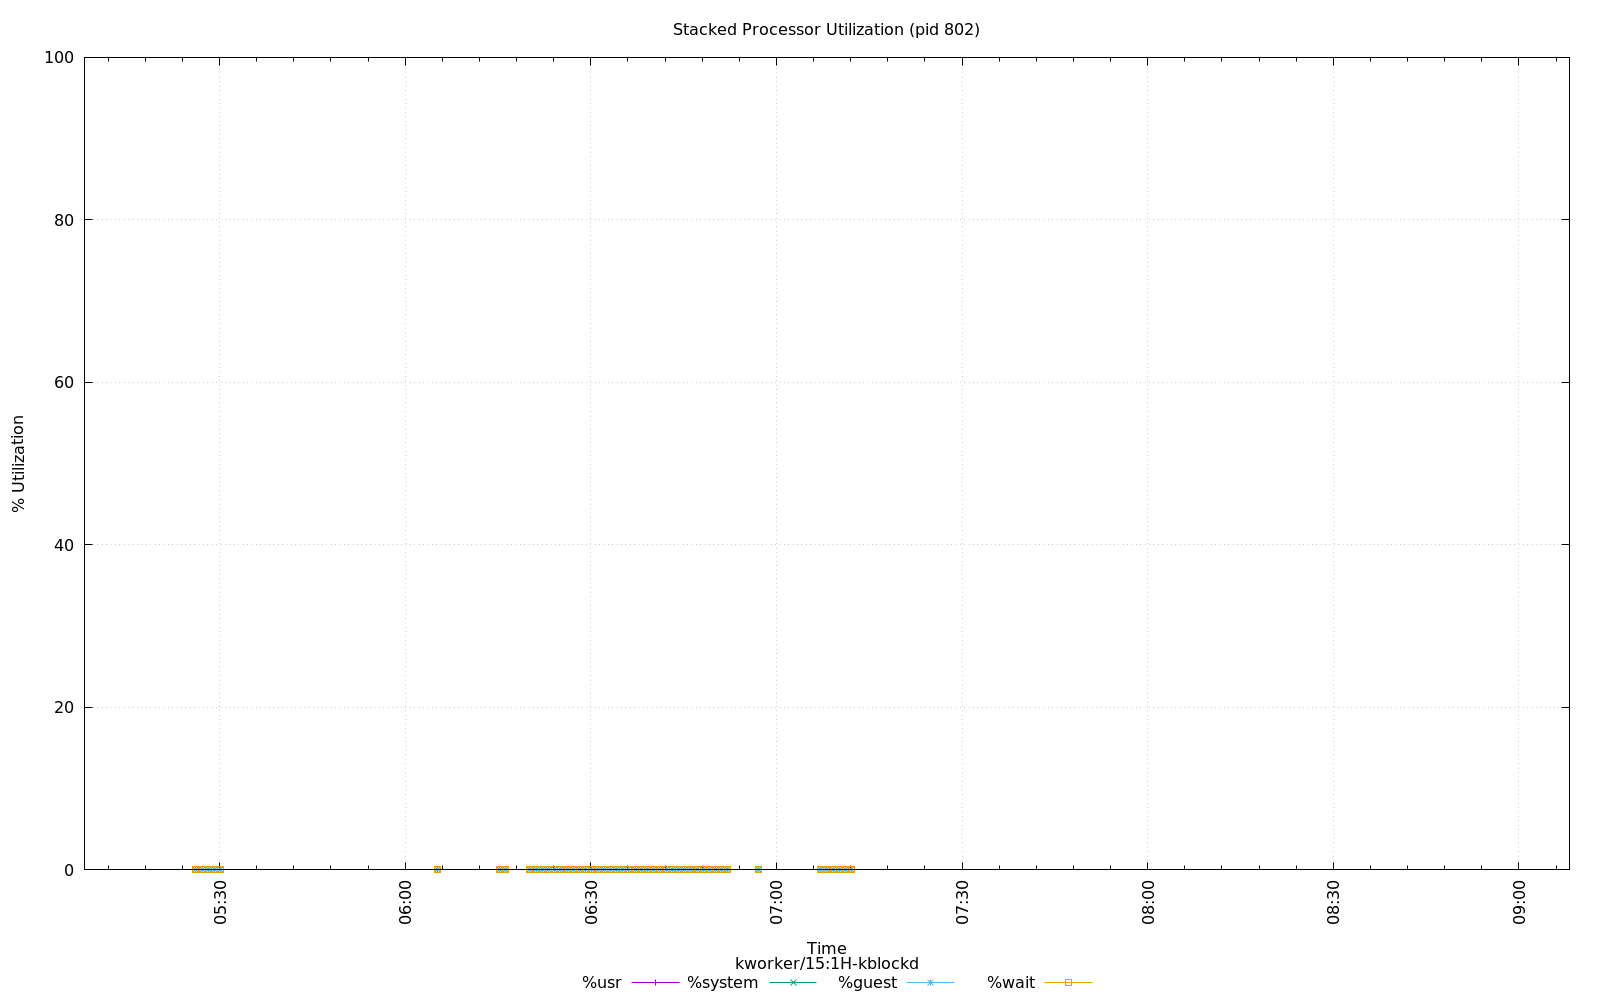 Stacked Processor Utilization (pid 802)
100
80
60
40
20
0
% Utilization
05:30
06:00
06:30
07:00
07:30
08:00
08:30
09:00
Time
kworker/15:1H-kblockd
%usr %system %guest %wait